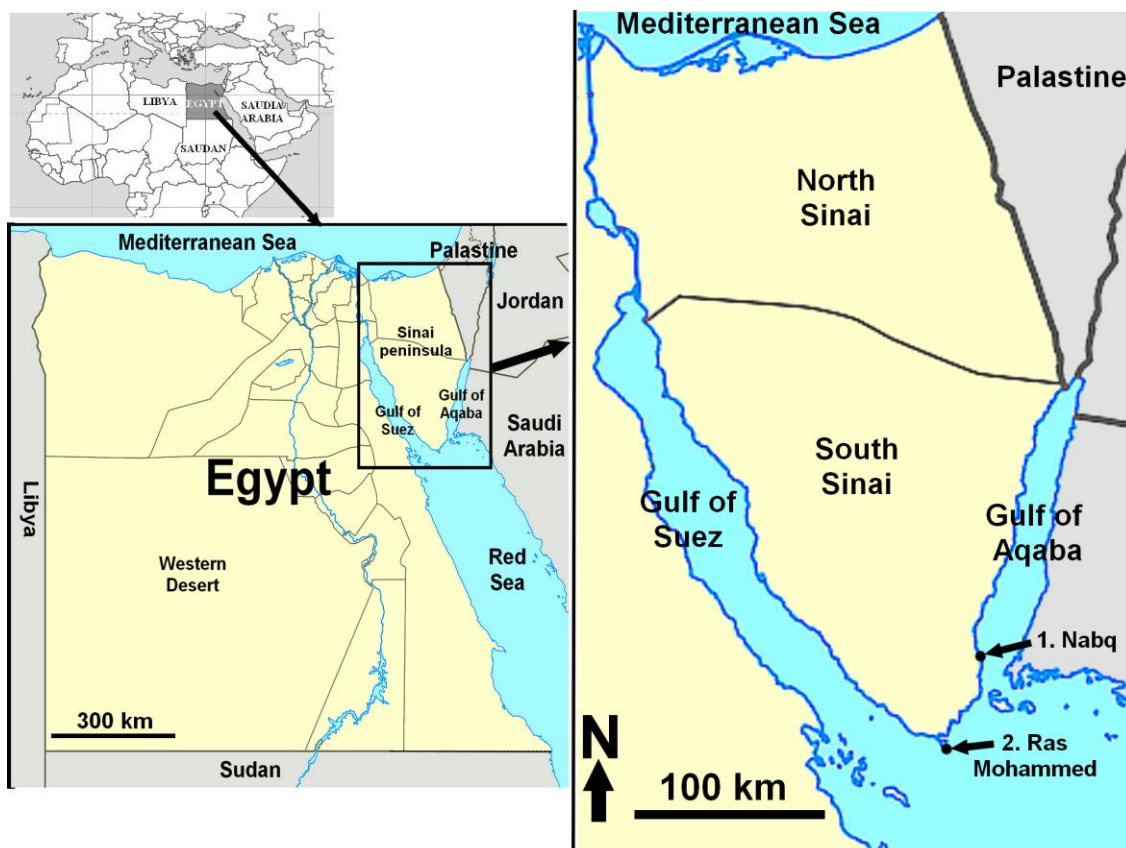 LIBYA
EGYPT
SAUDIA
ARABIA
SAUDAN
Mediterranean Sea
Palastine
Jordan
Sinai
peninsula
Gulf of
Suez
Gulf of
Aqaba
Saudi
Arabia
Egypt
Libya
Western
Desert
Red
Sea
300 km
Sudan
Mediterranean Sea
Palastine
North
Sinai
South
Sinai
Gulf of
Suez
Gulf of
Aqaba
1. Nabq
2. Ras
Mohammed
N
100 km